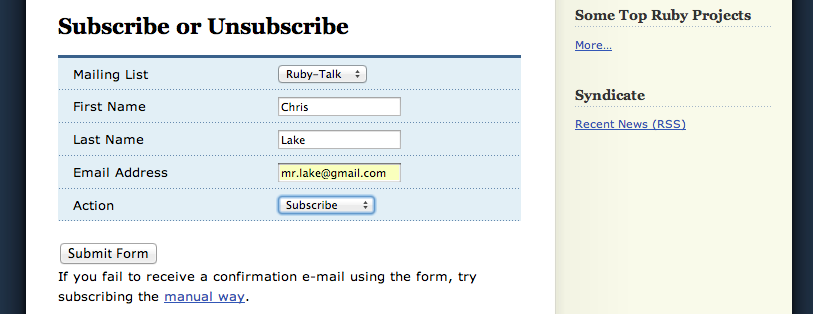 Subscribe or Unsubscribe
Mailing List Ruby-Talk
First Name Chris
Last Name Lake
Email Address mr.lake@gmail.com
Action Subscribe
Submit Form
If you fail to receive a confirmation e-mail using the form, try
subscribing the manual way.
Some Top Ruby Projects
More...
Syndicate
Recent News (RSS)